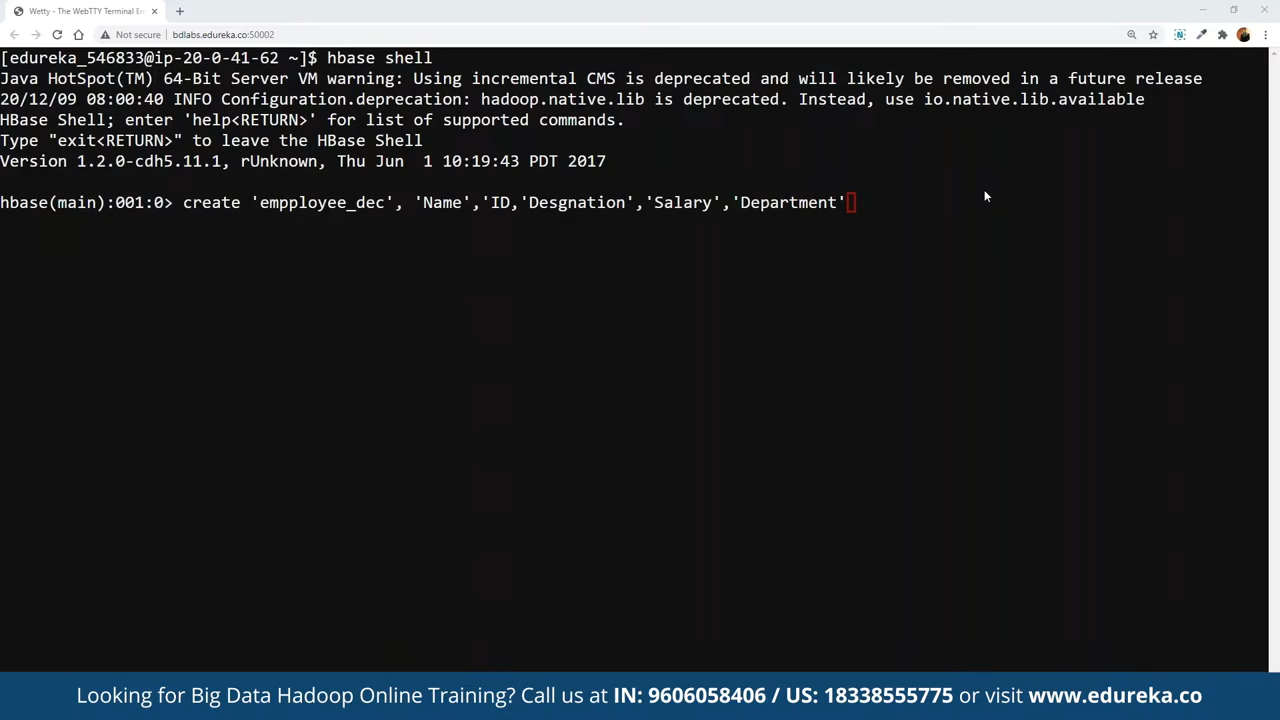 Wetty - The WebTTY Terminal Em
Not secure | bdlabs.edureka.co:50002
[edureka_546833@ip-20-0-41-62 ~]$ hbase shell
Java HotSpot(TM) 64-Bit Server VM warning: Using incremental CMS is deprecated and will likely be removed in a future release
20/12/09 08:00:40 INFO Configuration.deprecation: hadoop.native.lib is deprecated. Instead, use io.native.lib.available
HBase Shell; enter 'help<RETURN>' for list of supported commands.
Type "exit<RETURN>" to leave the HBase Shell
Version 1.2.0-cdh5.11.1, rUnknown, Thu Jun  1 10:19:43 PDT 2017
hbase(main):001:0> create 'empployee_dec', 'Name','ID,'Desgnation','Salary','Department'
Looking for Big Data Hadoop Online Training? Call us at IN: 9606058406 / US: 18338555775 or visit www.edureka.co